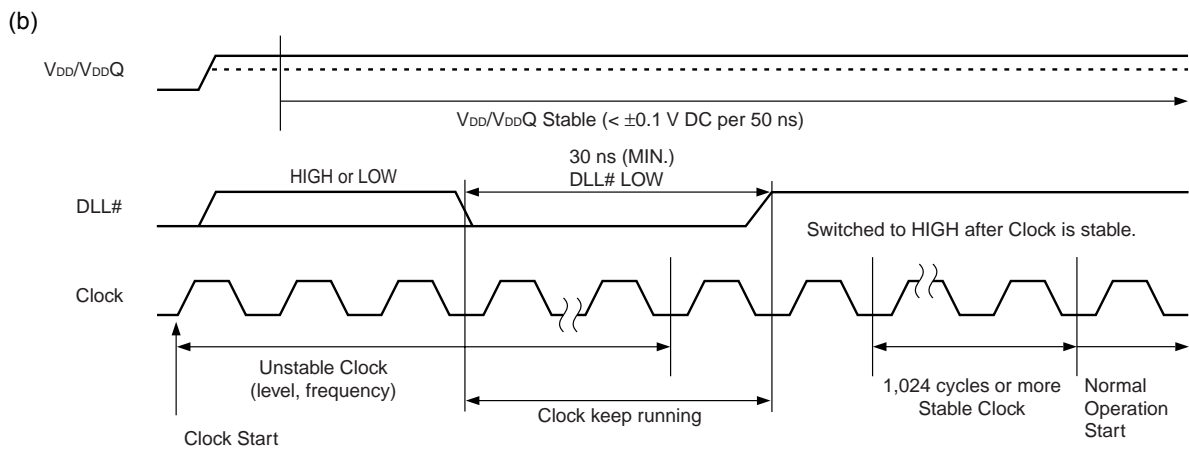 (b)
VDD/VDDQ
VDD/VDDQ Stable (< ±0.1 V DC per 50 ns)
30 ns (MIN.)
DLL# LOW
HIGH or LOW
DLL#
Switched to HIGH after Clock is stable.
Clock
Unstable Clock
(level, frequency)
Clock keep running
1,024 cycles or more
Stable Clock
Normal
Operation
Start
Clock Start